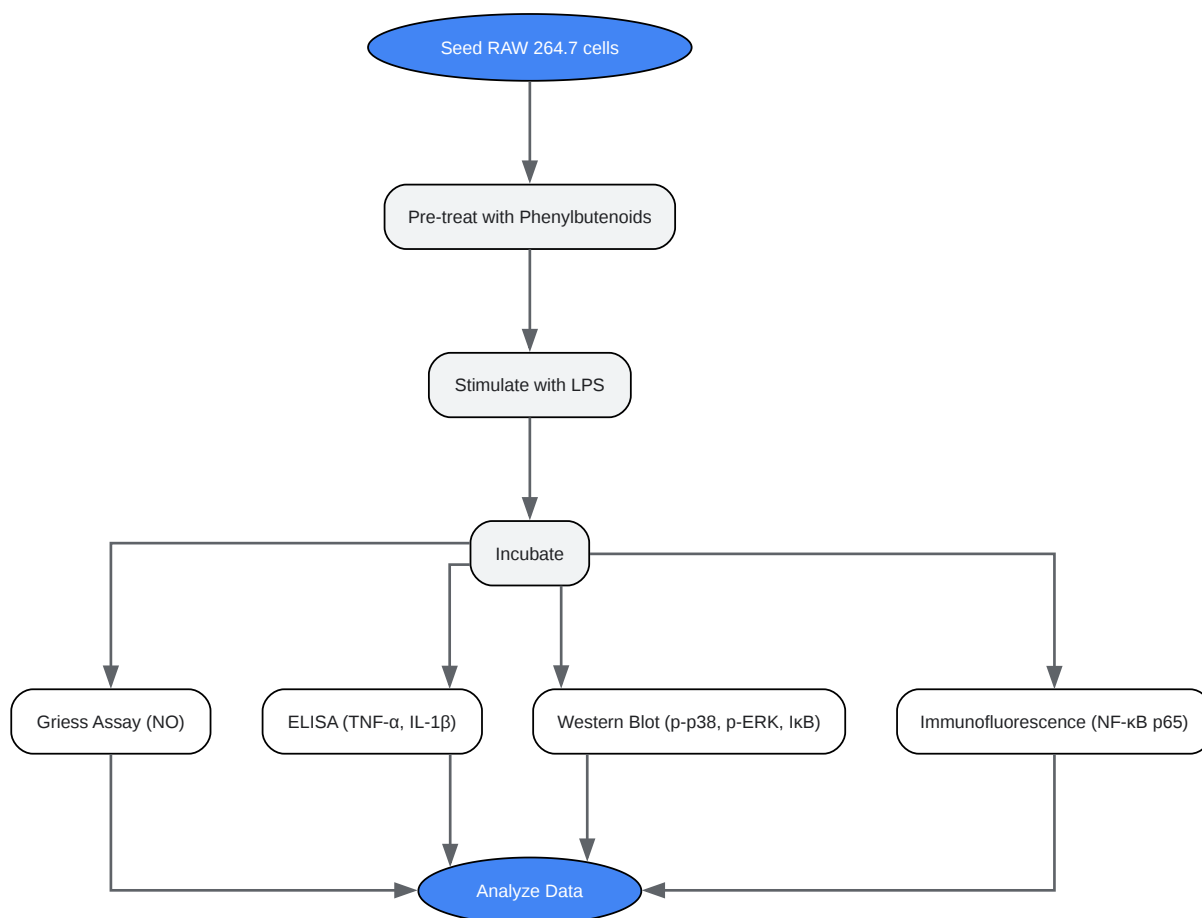 Seed RAW 264.7 cells
Pre-treat with Phenylbutenoids
Stimulate with LPS
Incubate
Griess Assay (NO)
ELISA (TNF-α, IL-1β)
Western Blot (p-p38, p-ERK, IκB)
Immunofluorescence (NF-κB p65)
Analyze Data